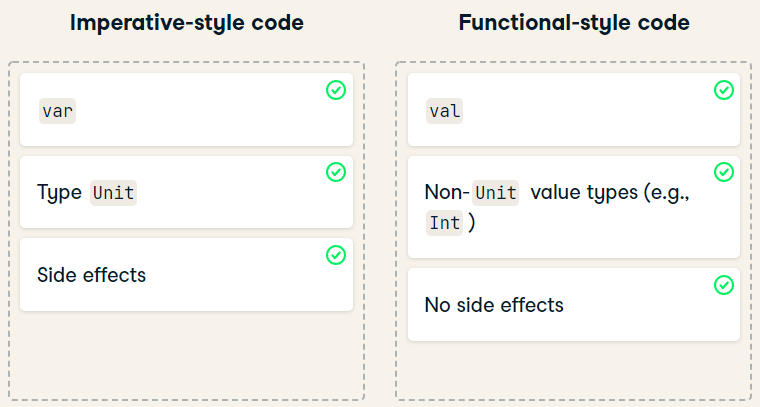 Imperative-style code
var
Type Unit
Side effects
Functional-style code
val
Non-Unit value types (e.g.,
Int)
No side effects